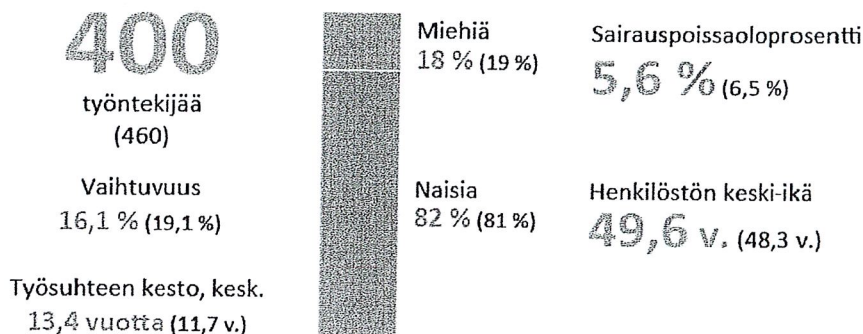 400
työntekijää
(460)
Vaihtuvuus
16,1 % (19,1 %)
Työsuhteen kesto, kesk.
13,4 vuotta (11,7 v.)
Miehiä
18 % (19 %)
Naisia
82 % (81 %)
Sairauspoissaoloprosentti
5,6 % (6,5 %)
Henkilöstön keski-ikä
49,6 v. (48,3 v.)